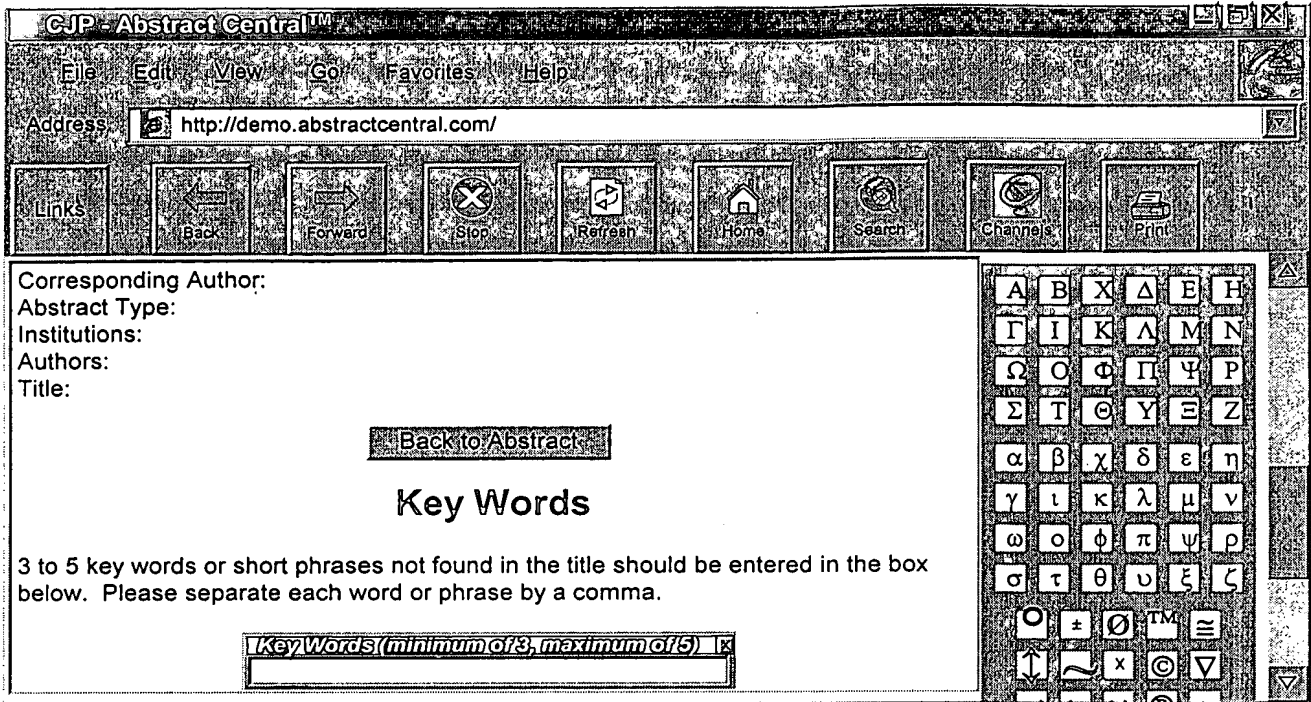 CJP - Abstract Central™
File Edit View Go Favorites Help
Address: http://demo.abstractcentral.com/
Links Back Forward Stop Refresh Home Search Channels Print
Corresponding Author:
Abstract Type:
Institutions:
Authors:
Title:
Back to Abstract
Key Words
3 to 5 key words or short phrases not found in the title should be entered in the box
below. Please separate each word or phrase by a comma.
Key Words (minimum of 3, maximum of 5) x
Α Β Χ Δ Ε Η
Γ Ι Κ Λ Μ Ν
Ω Ο Φ Π Ψ Ρ
Σ Τ Θ Υ Ξ Ζ
α β χ δ ε η
γ ι κ λ μ ν
ω ο ϕ π ψ ρ
σ τ θ υ ξ ζ
° ± Ø ™ ≅
↕ ~ x © ∇